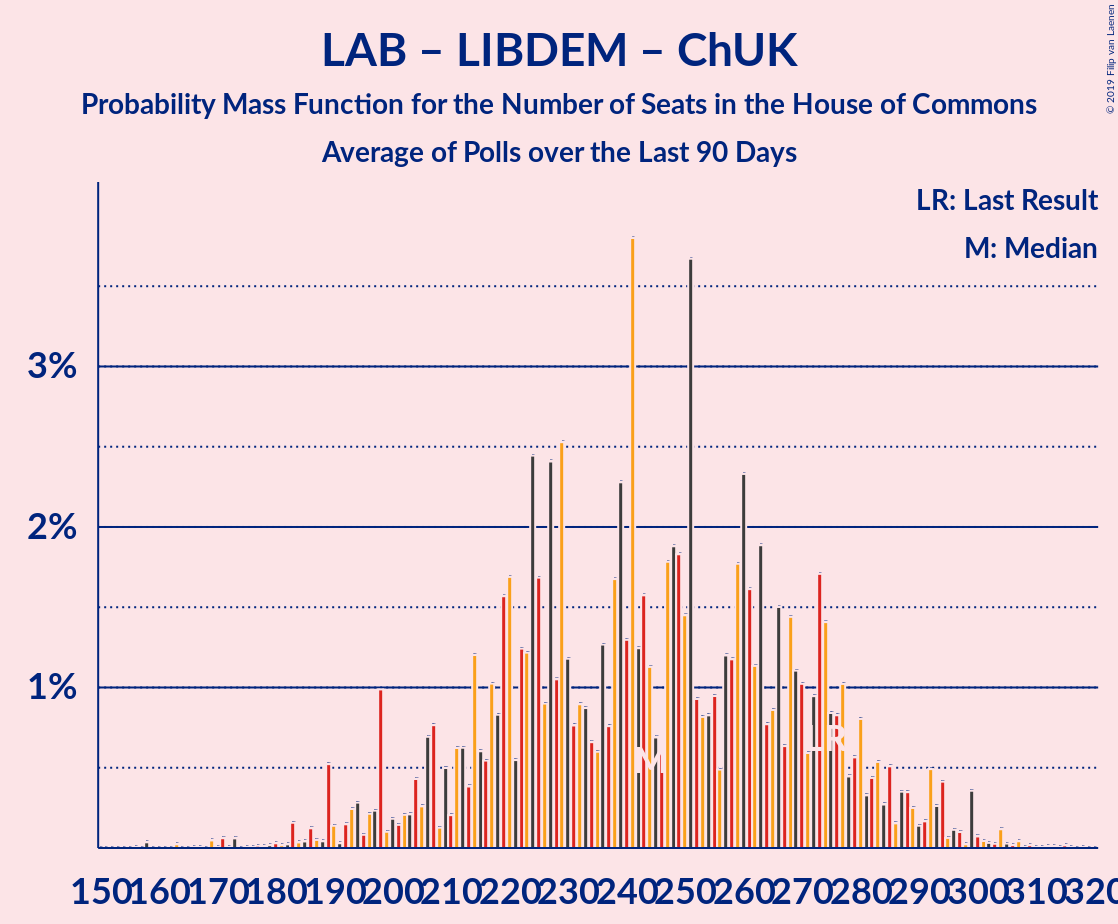 LAB – LIBDEM – ChUK
Probability Mass Function for the Number of Seats in the House of Commons
Average of Polls over the Last 90 Days
© 2019 Filip van Laenen
LR: Last Result
M: Median
3%
2%
1%
LR
M
150 160 170 180 190 200 210 220 230 240 250 260 270 280 290 300 310 320